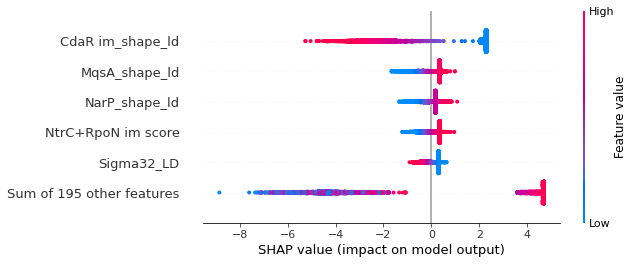 High
CdaR im_shape_ld
MqsA_shape_ld
NarP_shape_ld
NtrC+RpoN im score
Sigma32_LD
Sum of 195 other features
Feature value
Low
−8 −6 −4 −2 0 2 4
SHAP value (impact on model output)